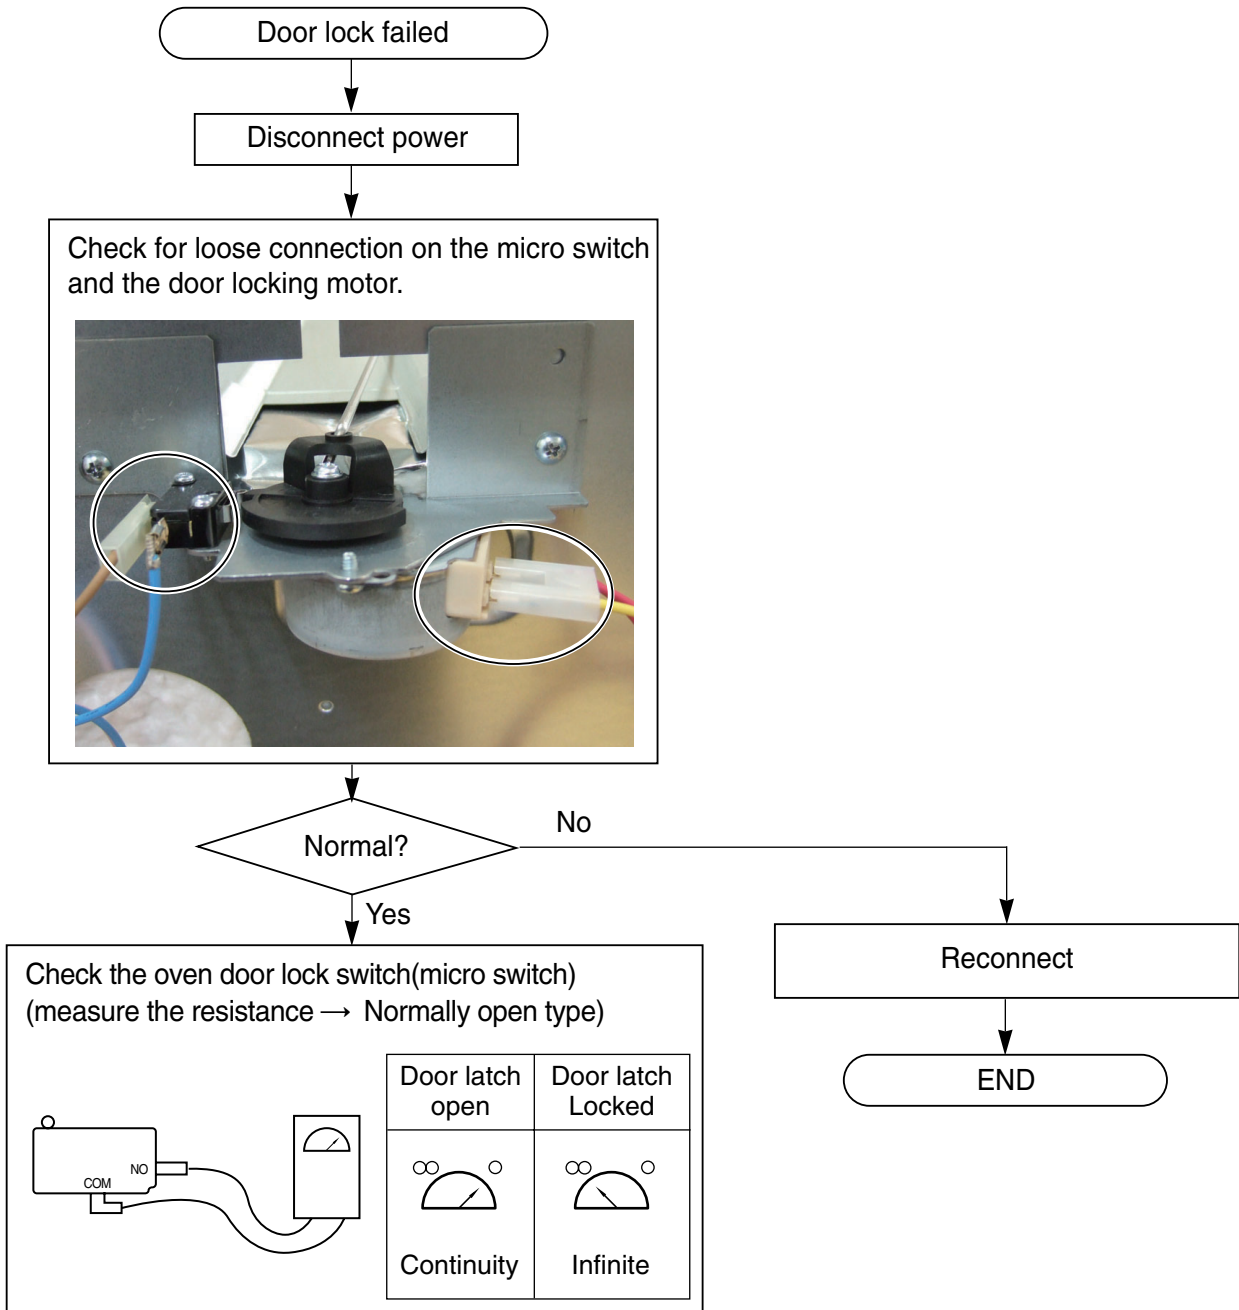 Door lock failed
Disconnect power
Check for loose connection on the micro switch
and the door locking motor.
Normal?
No
Yes
Reconnect
END
Check the oven door lock switch(micro switch)
(measure the resistance → Normally open type)
NO
COM
Door latch
open
Door latch
Locked
Continuity
Infinite